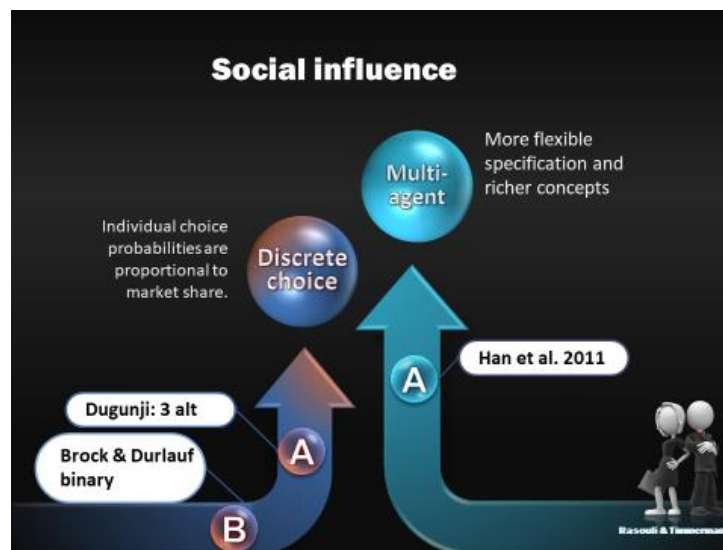 Social influence
Multi-
agent
More flexible
specification and
richer concepts
Individual choice
probabilities are
proportional to
market share.
Discrete
choice
A
Han et al. 2011
Dugunji: 3 alt
A
Brock & Durlauf
binary
B
Rasouli & Timmerman